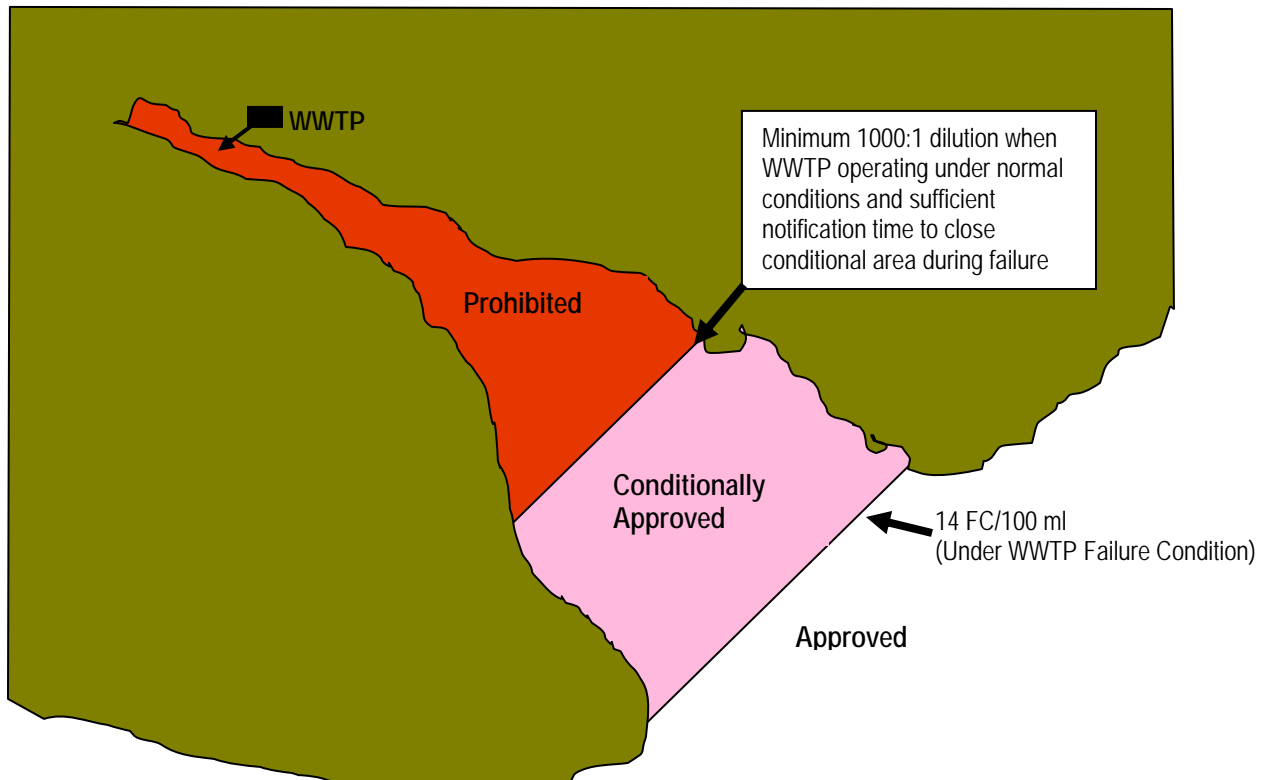 WWTP
Minimum 1000:1 dilution when
WWTP operating under normal
conditions and sufficient
notification time to close
conditional area during failure
Prohibited
Conditionally
Approved
14 FC/100 ml
(Under WWTP Failure Condition)
Approved